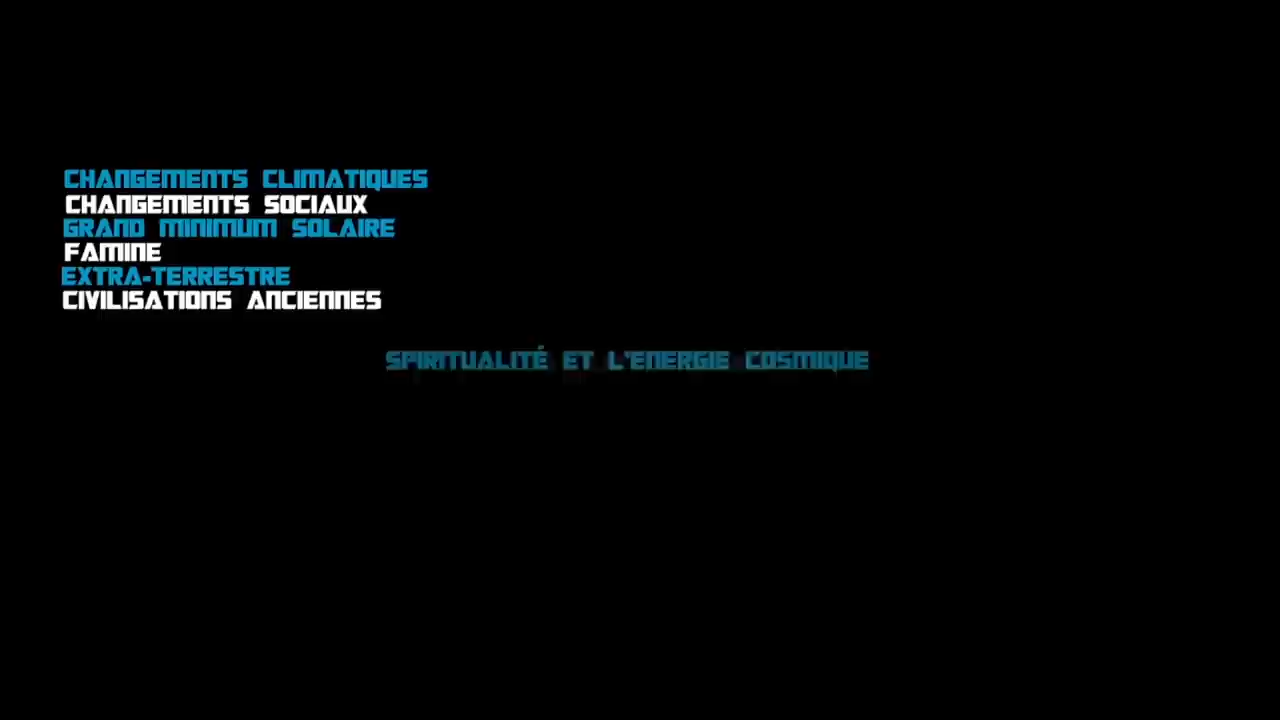 CHANGEMENTS CLIMATIQUES
CHANGEMENTS SOCIAUX
GRAND MINIMUM SOLAIRE
FAMINE
EXTRA-TERRESTRE
CIVILISATIONS ANCIENNES
SPIRITUALITÉ ET L'ENERGIE COSMIQUE